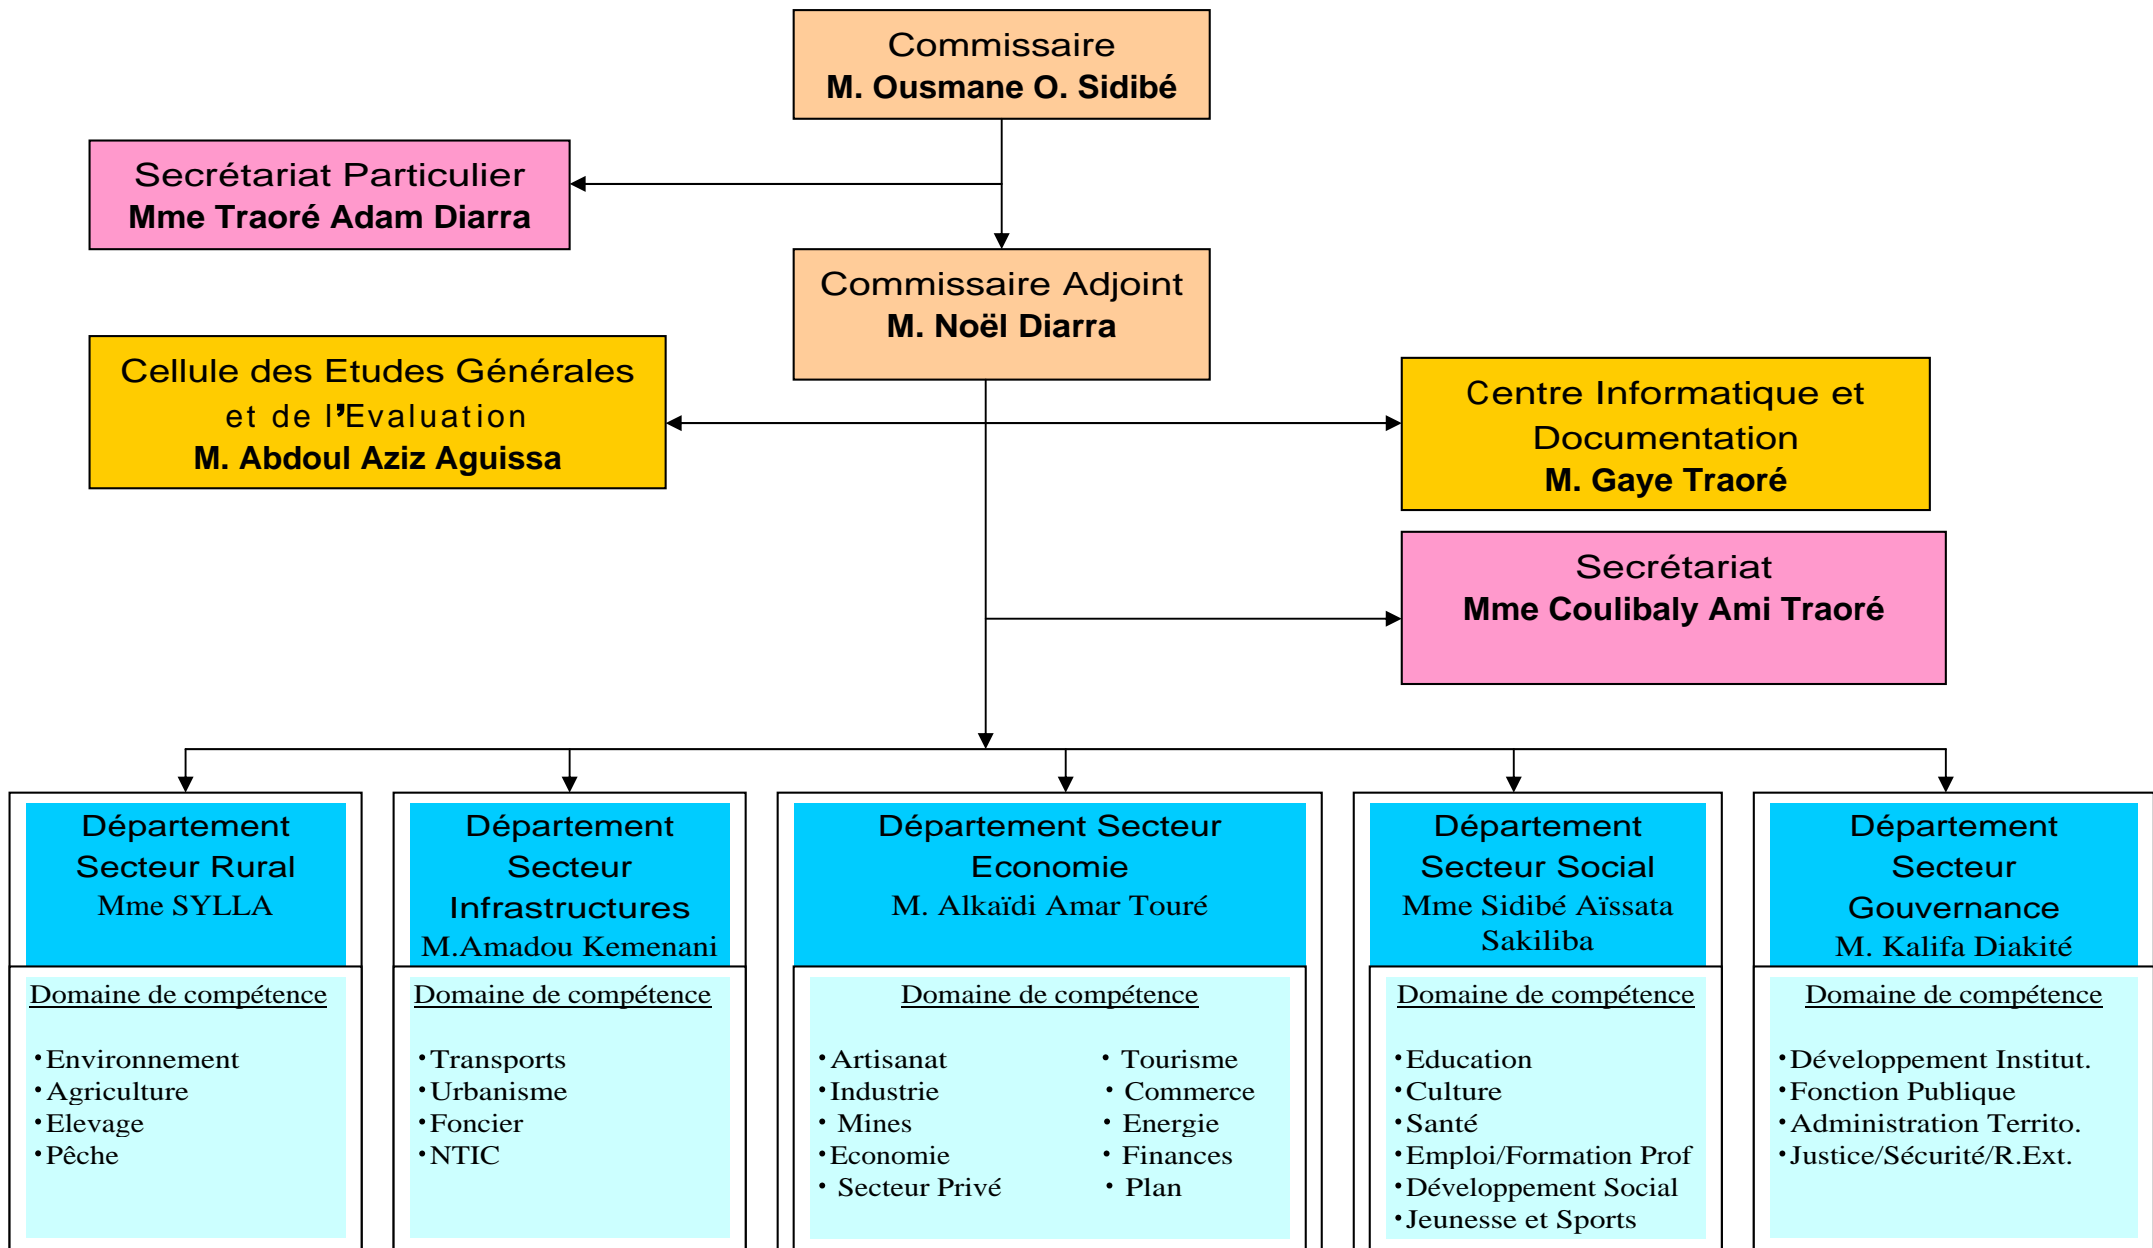 Commissaire
M. Ousmane O. Sidibé
Secrétariat Particulier
Mme Traoré Adam Diarra
Commissaire Adjoint
M. Noël Diarra
Cellule des Etudes Générales
et de l'Evaluation
M. Abdoul Aziz Aguissa
Centre Informatique et
Documentation
M. Gaye Traoré
Secrétariat
Mme Coulibaly Ami Traoré
Département
Secteur Rural
Mme SYLLA
Domaine de compétence
•Environnement
•Agriculture
•Elevage
•Pêche
Département
Secteur
Infrastructures
M.Amadou Kemenani
Domaine de compétence
•Transports
•Urbanisme
•Foncier
•NTIC
Département Secteur
Economie
M. Alkaïdi Amar Touré
Domaine de compétence
•Artisanat • Tourisme
•Industrie • Commerce
• Mines • Energie
•Economie • Finances
• Secteur Privé • Plan
Département
Secteur Social
Mme Sidibé Aïssata
Sakiliba
Domaine de compétence
•Education
•Culture
•Santé
•Emploi/Formation Prof
•Développement Social
•Jeunesse et Sports
Département
Secteur
Gouvernance
M. Kalifa Diakité
Domaine de compétence
•Développement Institut.
•Fonction Publique
•Administration Territo.
•Justice/Sécurité/R.Ext.